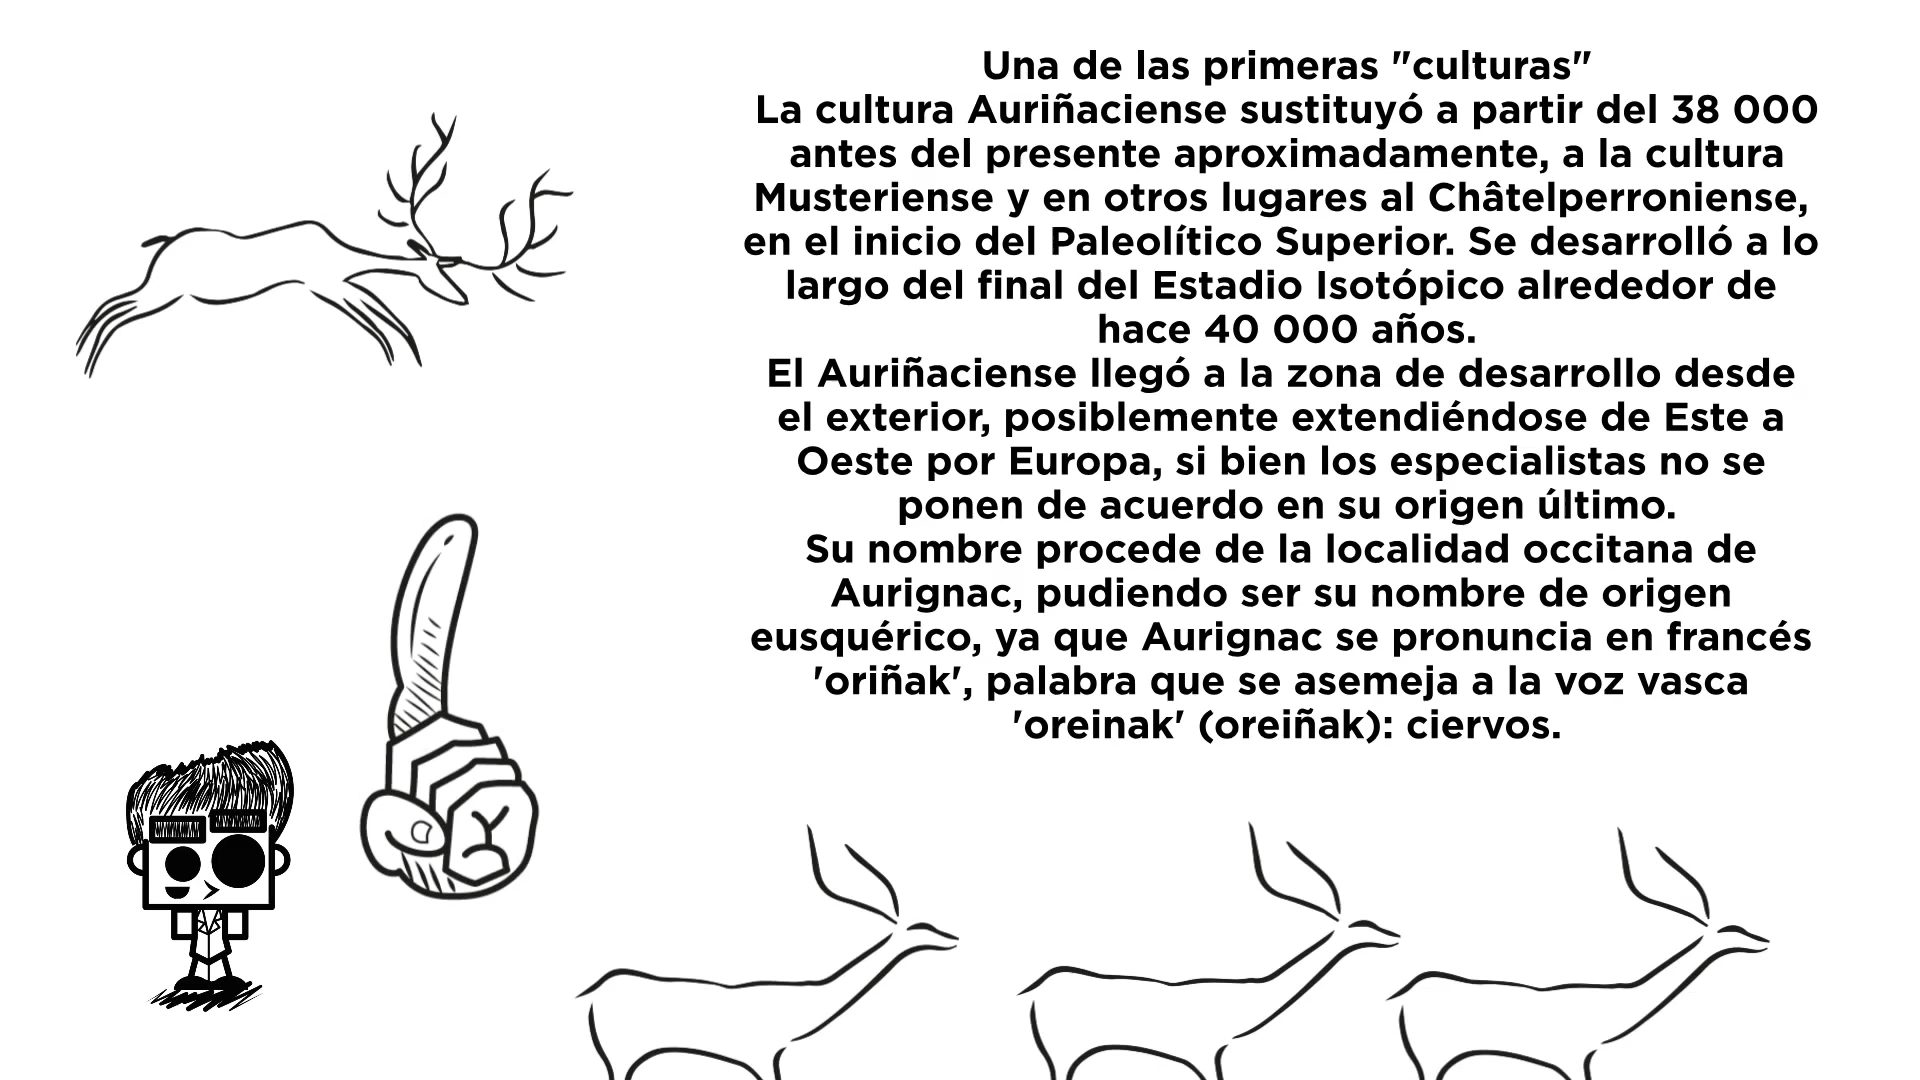 Una de las primeras "culturas"
La cultura Auriñaciense sustituyó a partir del 38 000
antes del presente aproximadamente, a la cultura
Musteriense y en otros lugares al Châtelperroniense,
en el inicio del Paleolítico Superior. Se desarrolló a lo
largo del final del Estadio Isotópico alrededor de
hace 40 000 años.
El Auriñaciense llegó a la zona de desarrollo desde
el exterior, posiblemente extendiéndose de Este a
Oeste por Europa, si bien los especialistas no se
ponen de acuerdo en su origen último.
Su nombre procede de la localidad occitana de
Aurignac, pudiendo ser su nombre de origen
eusquérico, ya que Aurignac se pronuncia en francés
'oriñak', palabra que se asemeja a la voz vasca
'oreinak' (oreiñak): ciervos.